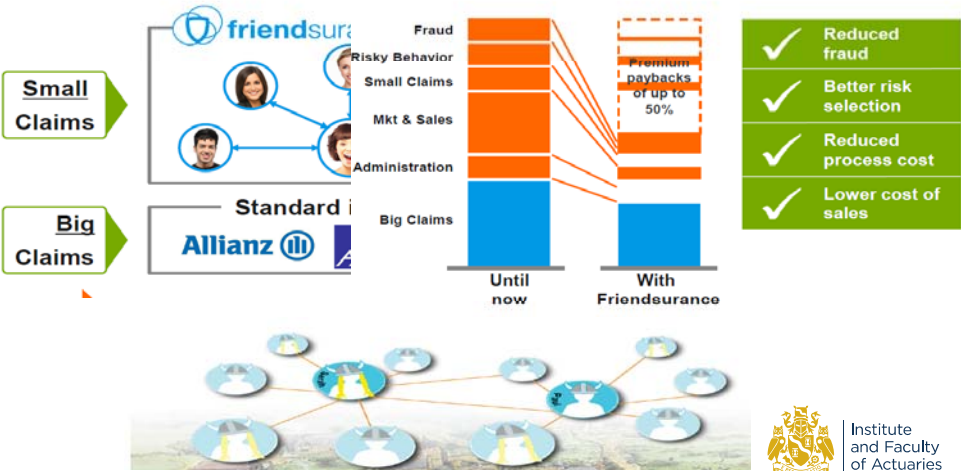 Small
Claims
friendsura
Big
Claims
Standard i
Allianz
A
Fraud
Risky Behavior
Small Claims
Mkt & Sales
Administration
Big Claims
Premium
paybacks
of up to
50%
Until
now
With
Friendsurance
Reduced
fraud
Better risk
selection
Reduced
process cost
Lower cost of
sales
Institute
and Faculty
of Actuaries